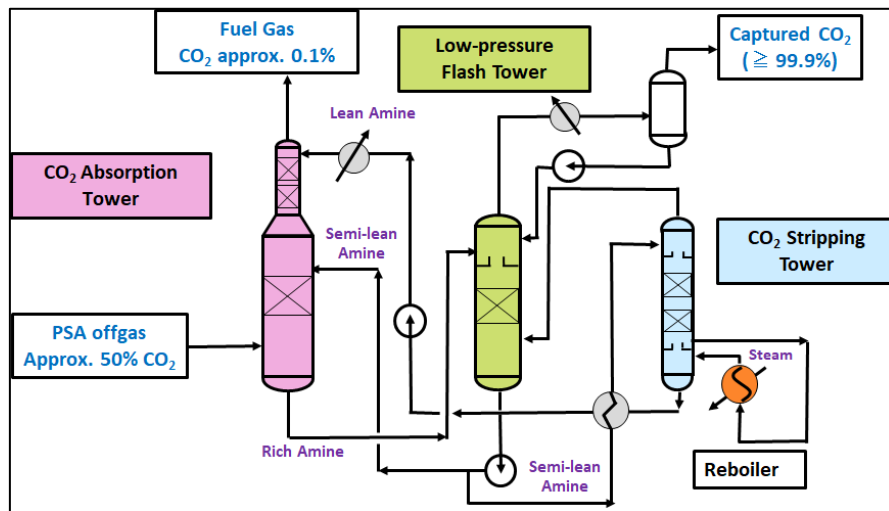 Fuel Gas
CO₂ approx. 0.1%
Low-pressure
Flash Tower
Captured CO₂
( ≧ 99.9%)
Lean Amine
CO₂ Absorption
Tower
Semi-lean
Amine
CO₂ Stripping
Tower
PSA offgas
Approx. 50% CO₂
Steam
Rich Amine
Semi-lean
Amine
Reboiler